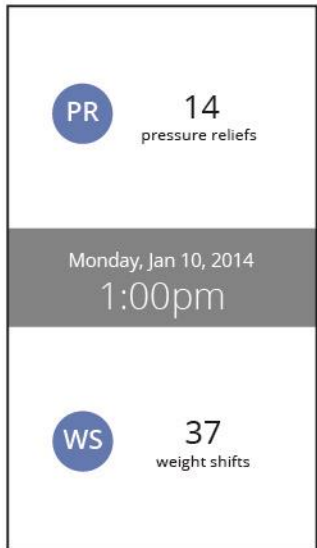 PR
14
pressure reliefs
Monday, Jan 10, 2014
1:00pm
WS
37
weight shifts